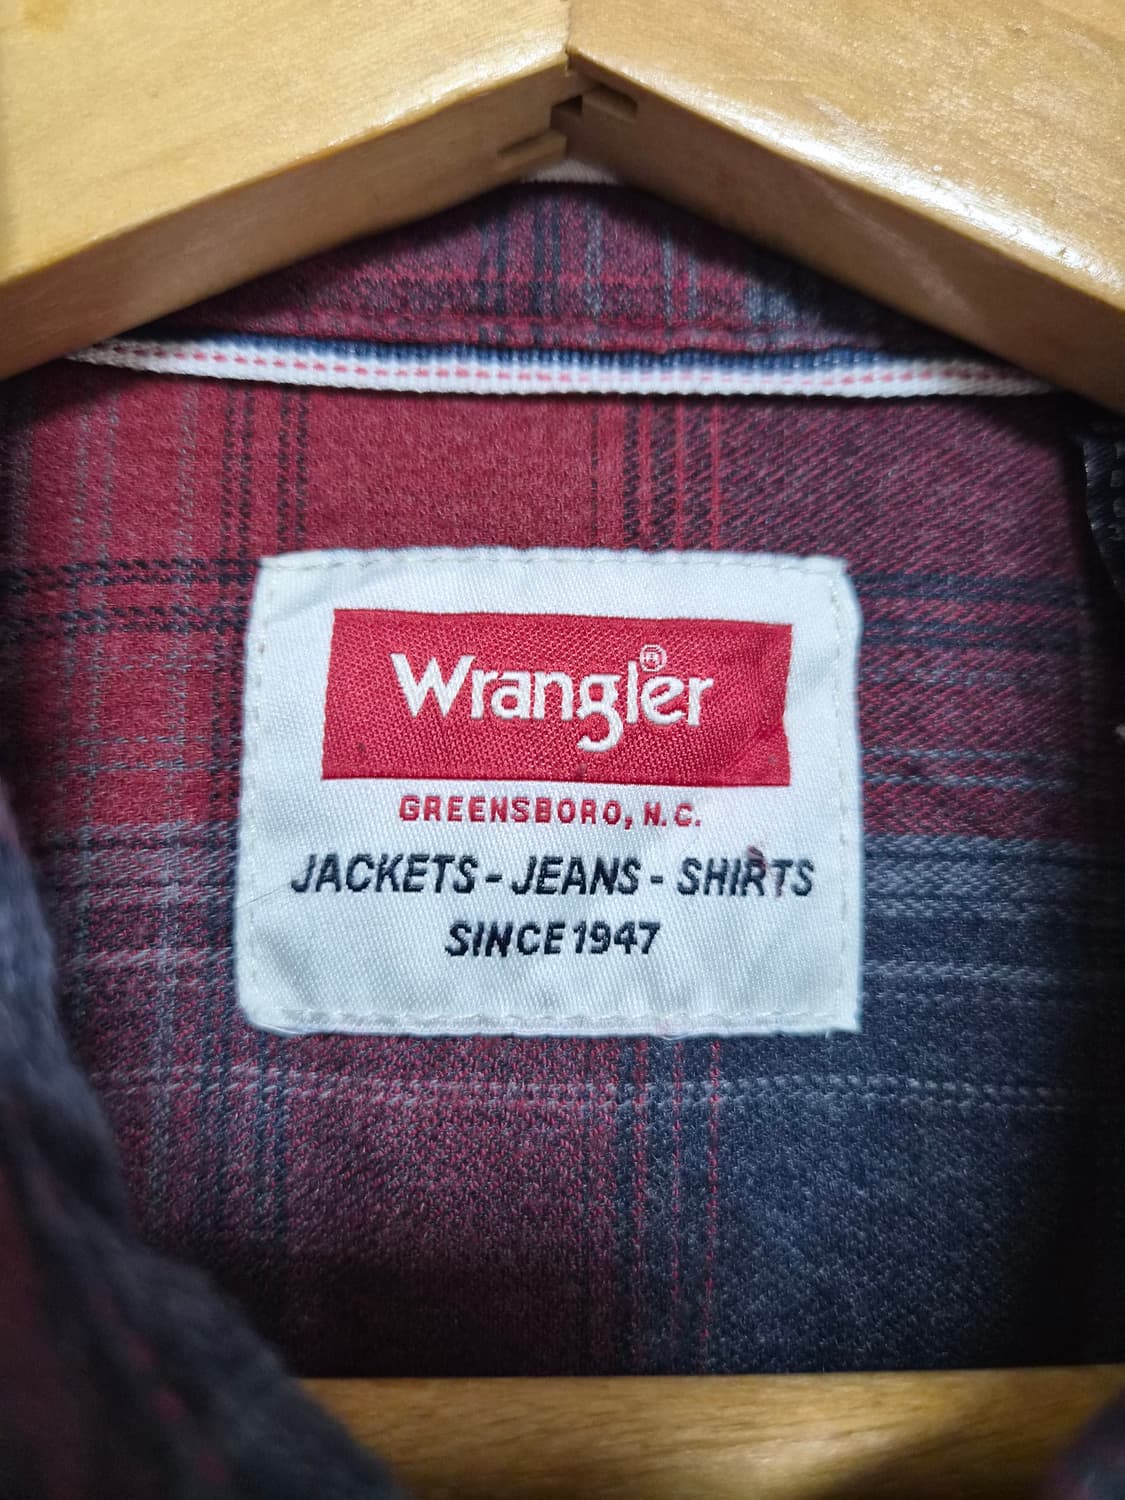 Wrangler®
GREENSBORO, N.C.
JACKETS - JEANS - SHIRTS
SINCE 1947